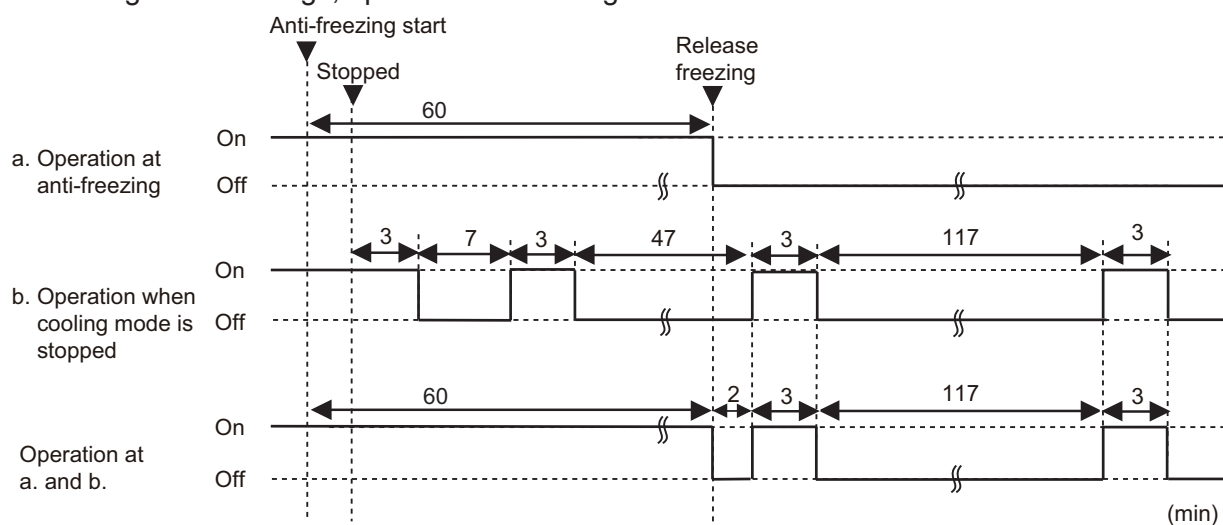 Anti-freezing start
Stopped
Release
freezing
60
a. Operation at
anti-freezing
On
Off
3 7 3 47 3 117 3
b. Operation when
cooling mode is
stopped
On
Off
60 2 3 117 3
Operation at
a. and b.
On
Off
(min)